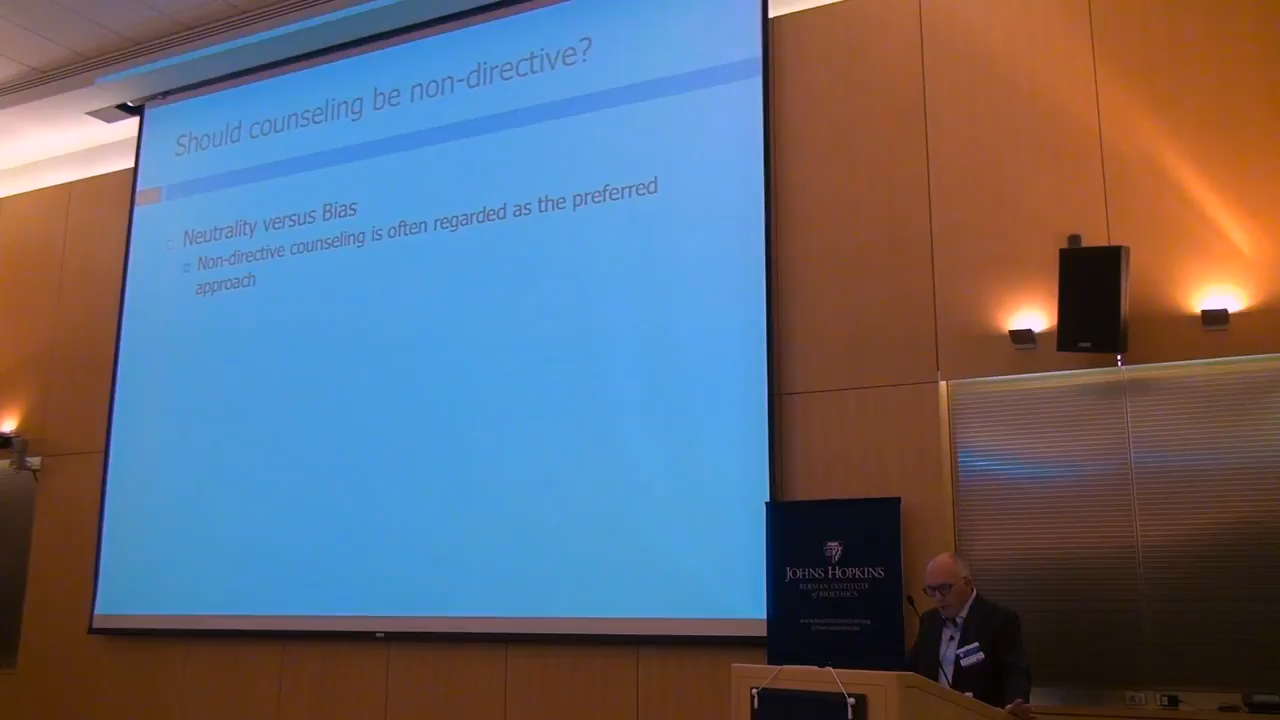 Should counseling be non-directive?
Neutrality versus Bias
Non-directive counseling is often regarded as the preferred
approach
JOHNS HOPKINS
BERMAN INSTITUTE
of BIOETHICS